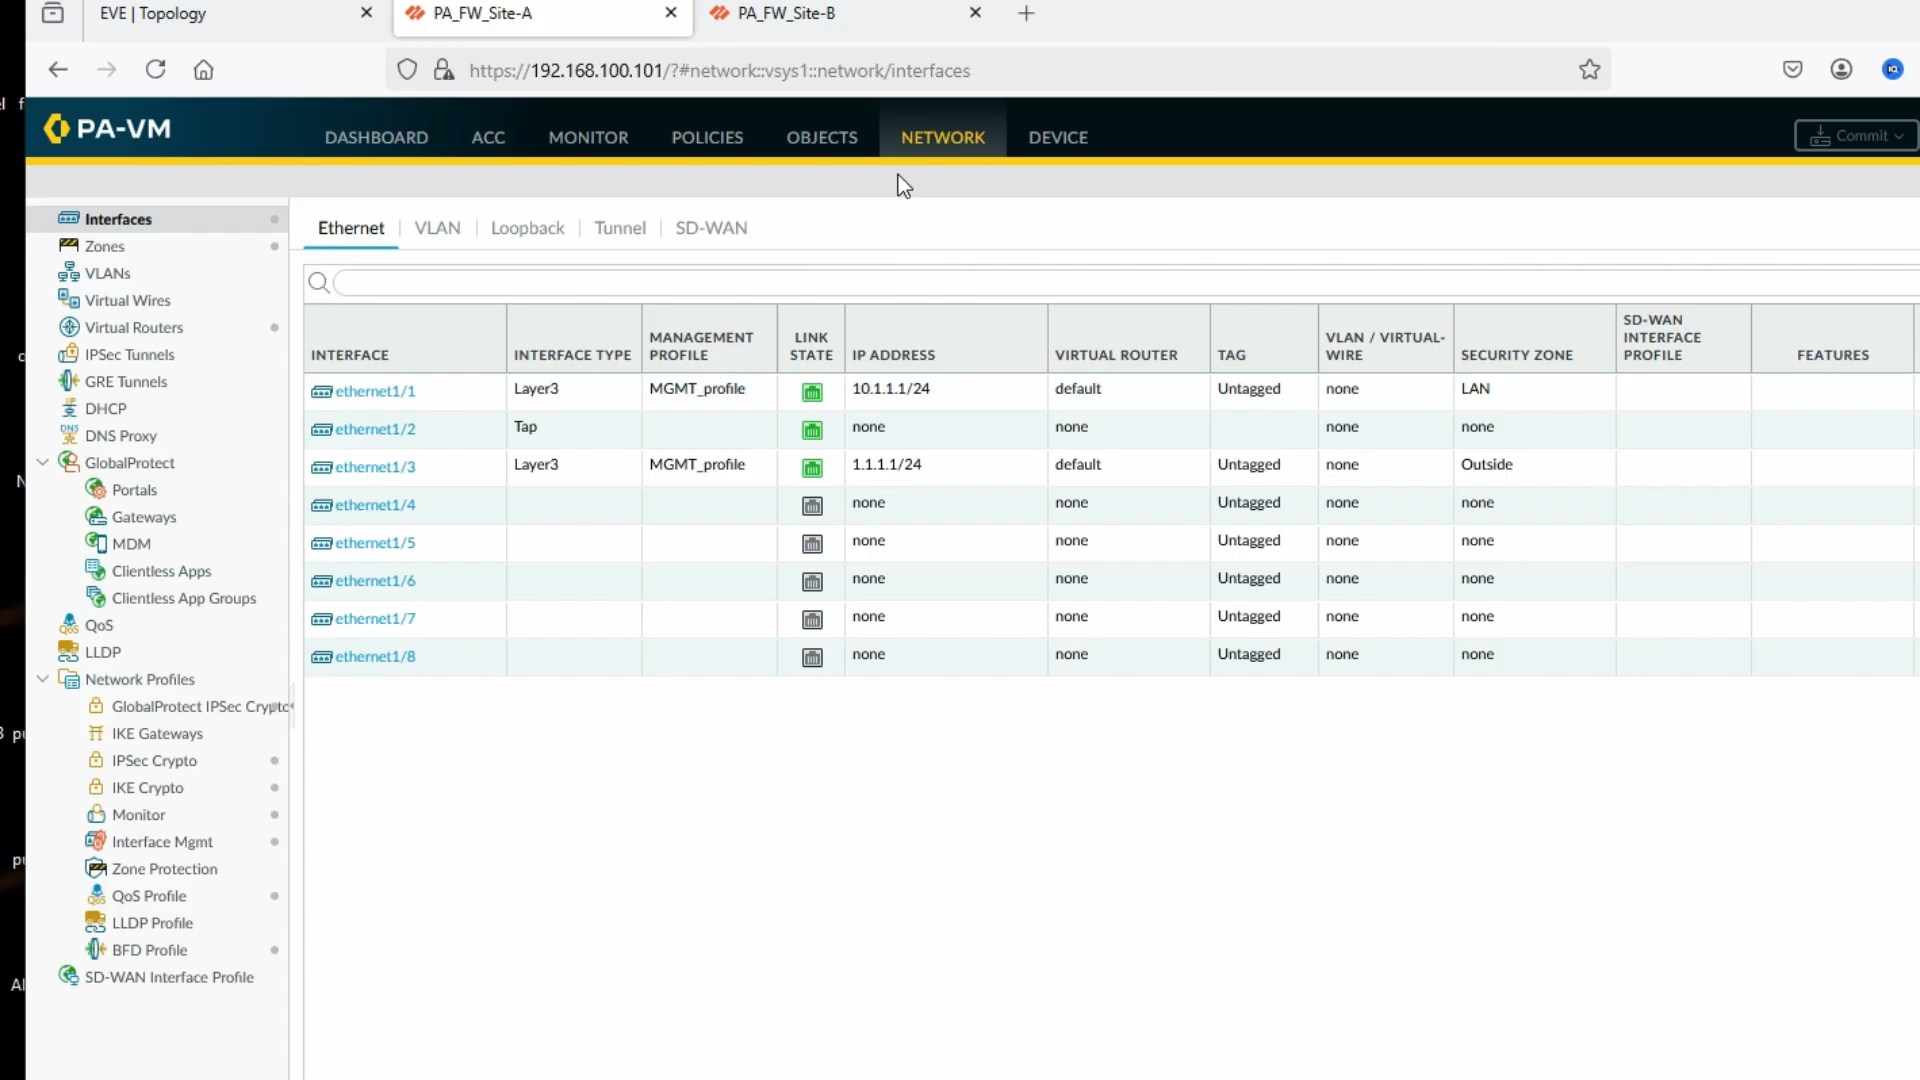 EVE | Topology
PA_FW_Site-A
PA_FW_Site-B
https://192.168.100.101/?#network::vsys1::network/interfaces
PA-VM
DASHBOARD
ACC
MONITOR
POLICIES
OBJECTS
NETWORK
DEVICE
Commit
Interfaces
Zones
VLANs
Virtual Wires
Virtual Routers
IPSec Tunnels
GRE Tunnels
DHCP
DNS Proxy
GlobalProtect
Portals
Gateways
MDM
Clientless Apps
Clientless App Groups
QoS
LLDP
Network Profiles
GlobalProtect IPSec Crypto
IKE Gateways
IPSec Crypto
IKE Crypto
Monitor
Interface Mgmt
Zone Protection
QoS Profile
LLDP Profile
BFD Profile
SD-WAN Interface Profile
Ethernet | VLAN | Loopback | Tunnel | SD-WAN
INTERFACE
INTERFACE TYPE
MANAGEMENT
PROFILE
LINK
STATE
IP ADDRESS
VIRTUAL ROUTER
TAG
VLAN / VIRTUAL-
WIRE
SECURITY ZONE
SD-WAN
INTERFACE
PROFILE
FEATURES
ethernet1/1 Layer3 MGMT_profile 10.1.1.1/24 default Untagged none LAN
ethernet1/2 Tap none none none none
ethernet1/3 Layer3 MGMT_profile 1.1.1.1/24 default Untagged none Outside
ethernet1/4 none none Untagged none none
ethernet1/5 none none Untagged none none
ethernet1/6 none none Untagged none none
ethernet1/7 none none Untagged none none
ethernet1/8 none none Untagged none none